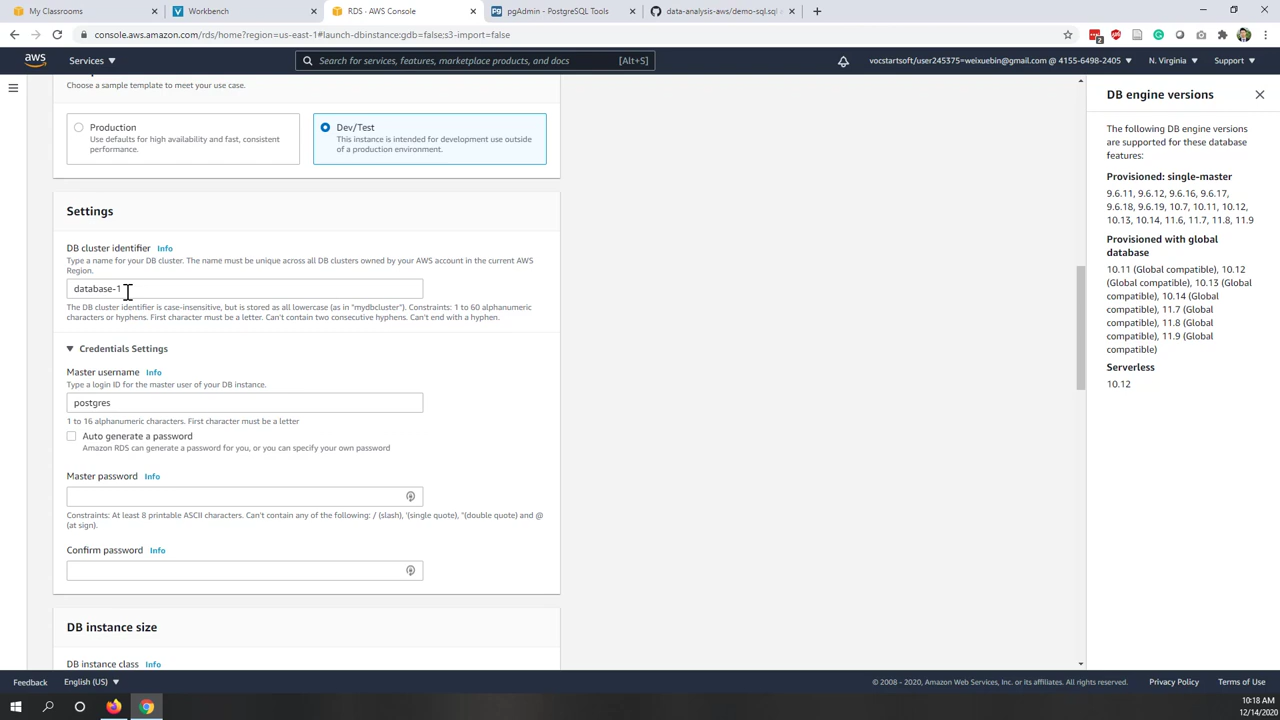 My Classrooms
Workbench
RDS · AWS Console
pgAdmin - PostgreSQL Tools
data-analysis-aws/demo-sql.sql a
console.aws.amazon.com/rds/home?region=us-east-1#launch-dbinstance:gdb=false;s3-import=false
2
aws
Services
Search for services, features, marketplace products, and docs
[Alt+S]
vocstartsoft/user245375=weixuebin@gmail.com @ 4155-6498-2405
N. Virginia
Support
Choose a sample template to meet your use case.
Production
Use defaults for high availability and fast, consistent
performance.
Dev/Test
This instance is intended for development use outside
of a production environment.
Settings
DB cluster identifier Info
Type a name for your DB cluster. The name must be unique across all DB clusters owned by your AWS account in the current AWS
Region.
database-1
The DB cluster identifier is case-insensitive, but is stored as all lowercase (as in "mydbcluster"). Constraints: 1 to 60 alphanumeric
characters or hyphens. First character must be a letter. Can't contain two consecutive hyphens. Can't end with a hyphen.
Credentials Settings
Master username Info
Type a login ID for the master user of your DB instance.
postgres
1 to 16 alphanumeric characters. First character must be a letter
Auto generate a password
Amazon RDS can generate a password for you, or you can specify your own password
Master password Info
Constraints: At least 8 printable ASCII characters. Can't contain any of the following: / (slash), '(single quote), "(double quote) and @
(at sign).
Confirm password Info
DB instance size
DB instance class Info
DB engine versions
The following DB engine versions
are supported for these database
features:
Provisioned: single-master
9.6.11, 9.6.12, 9.6.16, 9.6.17,
9.6.18, 9.6.19, 10.7, 10.11, 10.12,
10.13, 10.14, 11.6, 11.7, 11.8, 11.9
Provisioned with global
database
10.11 (Global compatible), 10.12
(Global compatible), 10.13 (Global
compatible), 10.14 (Global
compatible), 11.7 (Global
compatible), 11.8 (Global
compatible), 11.9 (Global
compatible)
Serverless
10.12
Feedback
English (US)
© 2008 - 2020, Amazon Web Services, Inc. or its affiliates. All rights reserved.
Privacy Policy
Terms of Use
10:18 AM
12/14/2020